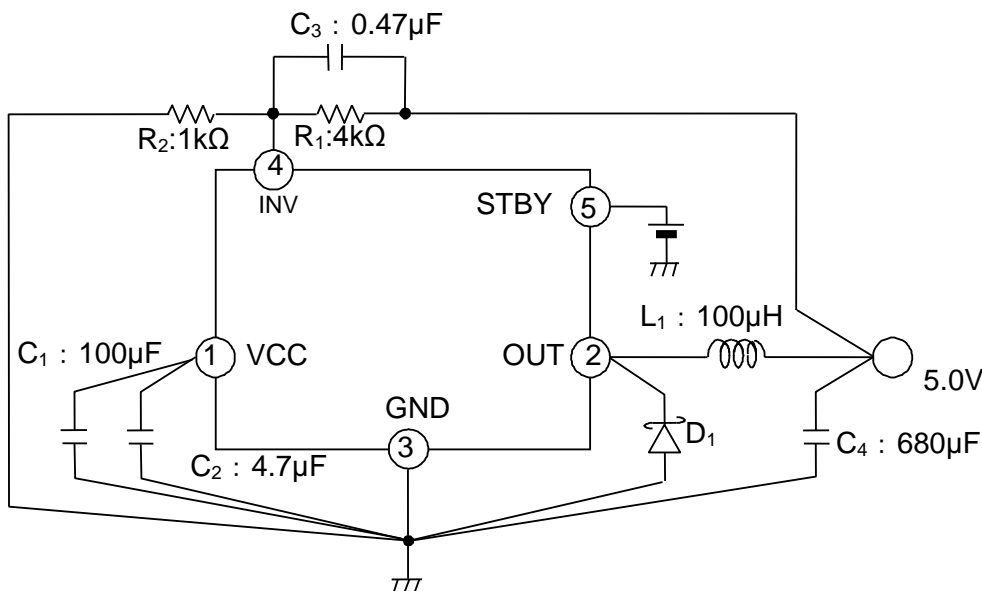 C₃：0.47μF
R₂:1kΩ
R₁:4kΩ
4
INV
STBY
5
L₁：100μH
C₁：100μF
1
VCC
OUT
2
5.0V
GND
3
D₁
C₄：680μF
C₂：4.7μF